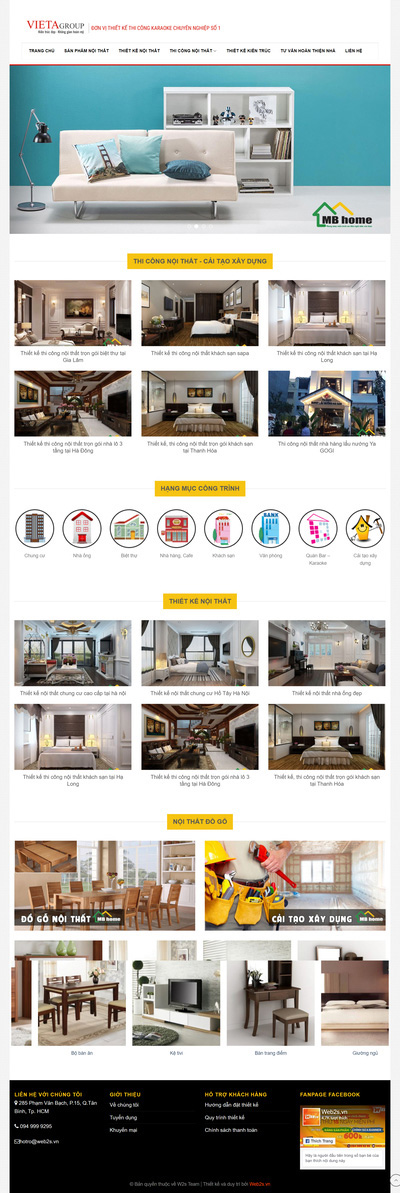 VIETAGROUP
ĐƠN VỊ THIẾT KẾ THI CÔNG KARAOKE CHUYÊN NGHIỆP SỐ 1
TRANG CHỦ SẢN PHẨM NỘI THẤT THIẾT KẾ NỘI THẤT THI CÔNG NỘI THẤT THIẾT KẾ KIẾN TRÚC TƯ VẤN HOÀN THIỆN NHÀ LIÊN HỆ
MB home
THI CÔNG NỘI THẤT - CẢI TẠO XÂY DỰNG
Thiết kế thi công nội thất trọn gói biệt thự tại
Gia Lâm
Thiết kế thi công nội thất khách sạn sapa
Thiết kế thi công nội thất khách sạn tại Hạ
Long
Thiết kế thi công nội thất trọn gói nhà lô 3
tầng tại Hà Đông
Thiết kế, thi công nội thất trọn gói khách sạn
tại Thanh Hóa
Thi công nội thất nhà hàng lẩu nướng Ya
GOGI
HẠNG MỤC CÔNG TRÌNH
BANK
Chung cư
Nhà ống
Biệt thự
Nhà hàng, Cafe
Khách sạn
Văn phòng
Quán Bar –
Karaoke
Cải tạo xây
dựng
THIẾT KẾ NỘI THẤT
Thiết kế nội thất chung cư cao cấp tại hà nội
Thiết kế nội thất chung cư Hồ Tây Hà Nội
Thiết kế nội thất nhà ống đẹp
Thiết kế thi công nội thất khách sạn tại Hạ
Long
Thiết kế thi công nội thất trọn gói nhà lô 3
tầng tại Hà Đông
Thiết kế, thi công nội thất trọn gói khách sạn
tại Thanh Hóa
NỘI THẤT ĐỒ GỖ
ĐỒ GỖ NỘI THẤT MB home
CẢI TẠO XÂY DỰNG MB home
Bộ bàn ăn
Kệ tivi
Bàn trang điểm
Giường ngủ
LIÊN HỆ VỚI CHÚNG TÔI
285 Phạm Văn Bạch, P.15, Q.Tân
Bình, Tp. HCM
094 999 9295
hotro@web2s.vn
GIỚI THIỆU
Về chúng tôi
Tuyển dụng
Khuyến mại
HỖ TRỢ KHÁCH HÀNG
Hướng dẫn đặt thiết kế
Quy trình thiết kế
Chính sách thanh toán
FANPAGE FACEBOOK
Web2s.vn
600k
Thích Trang
Hãy là người đầu tiên trong số bạn bè của
bạn thích nội dung này
© Bản quyền thuộc về W2s Team | Thiết kế và duy trì bởi Web2s.vn